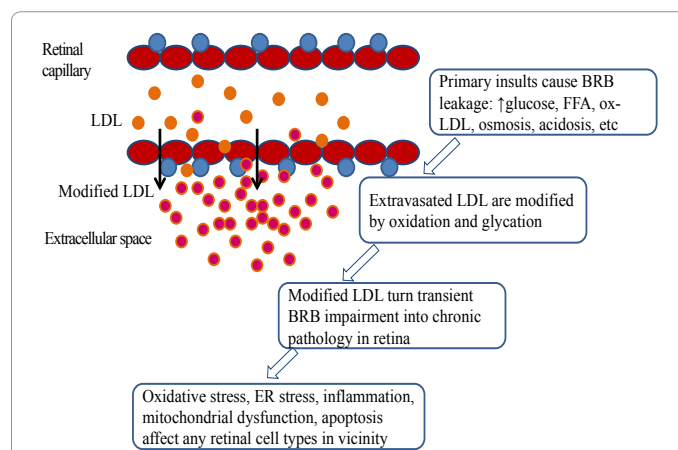 Retinal
capillary
LDL
Modified LDL
Extracellular space
Primary insults cause BRB
leakage: ↑glucose, FFA, ox-
LDL, osmosis, acidosis, etc
Extravasated LDL are modified
by oxidation and glycation
Modified LDL turn transient
BRB impairment into chronic
pathology in retina
Oxidative stress, ER stress, inflammation,
mitochondrial dysfunction, apoptosis
affect any retinal cell types in vicinity